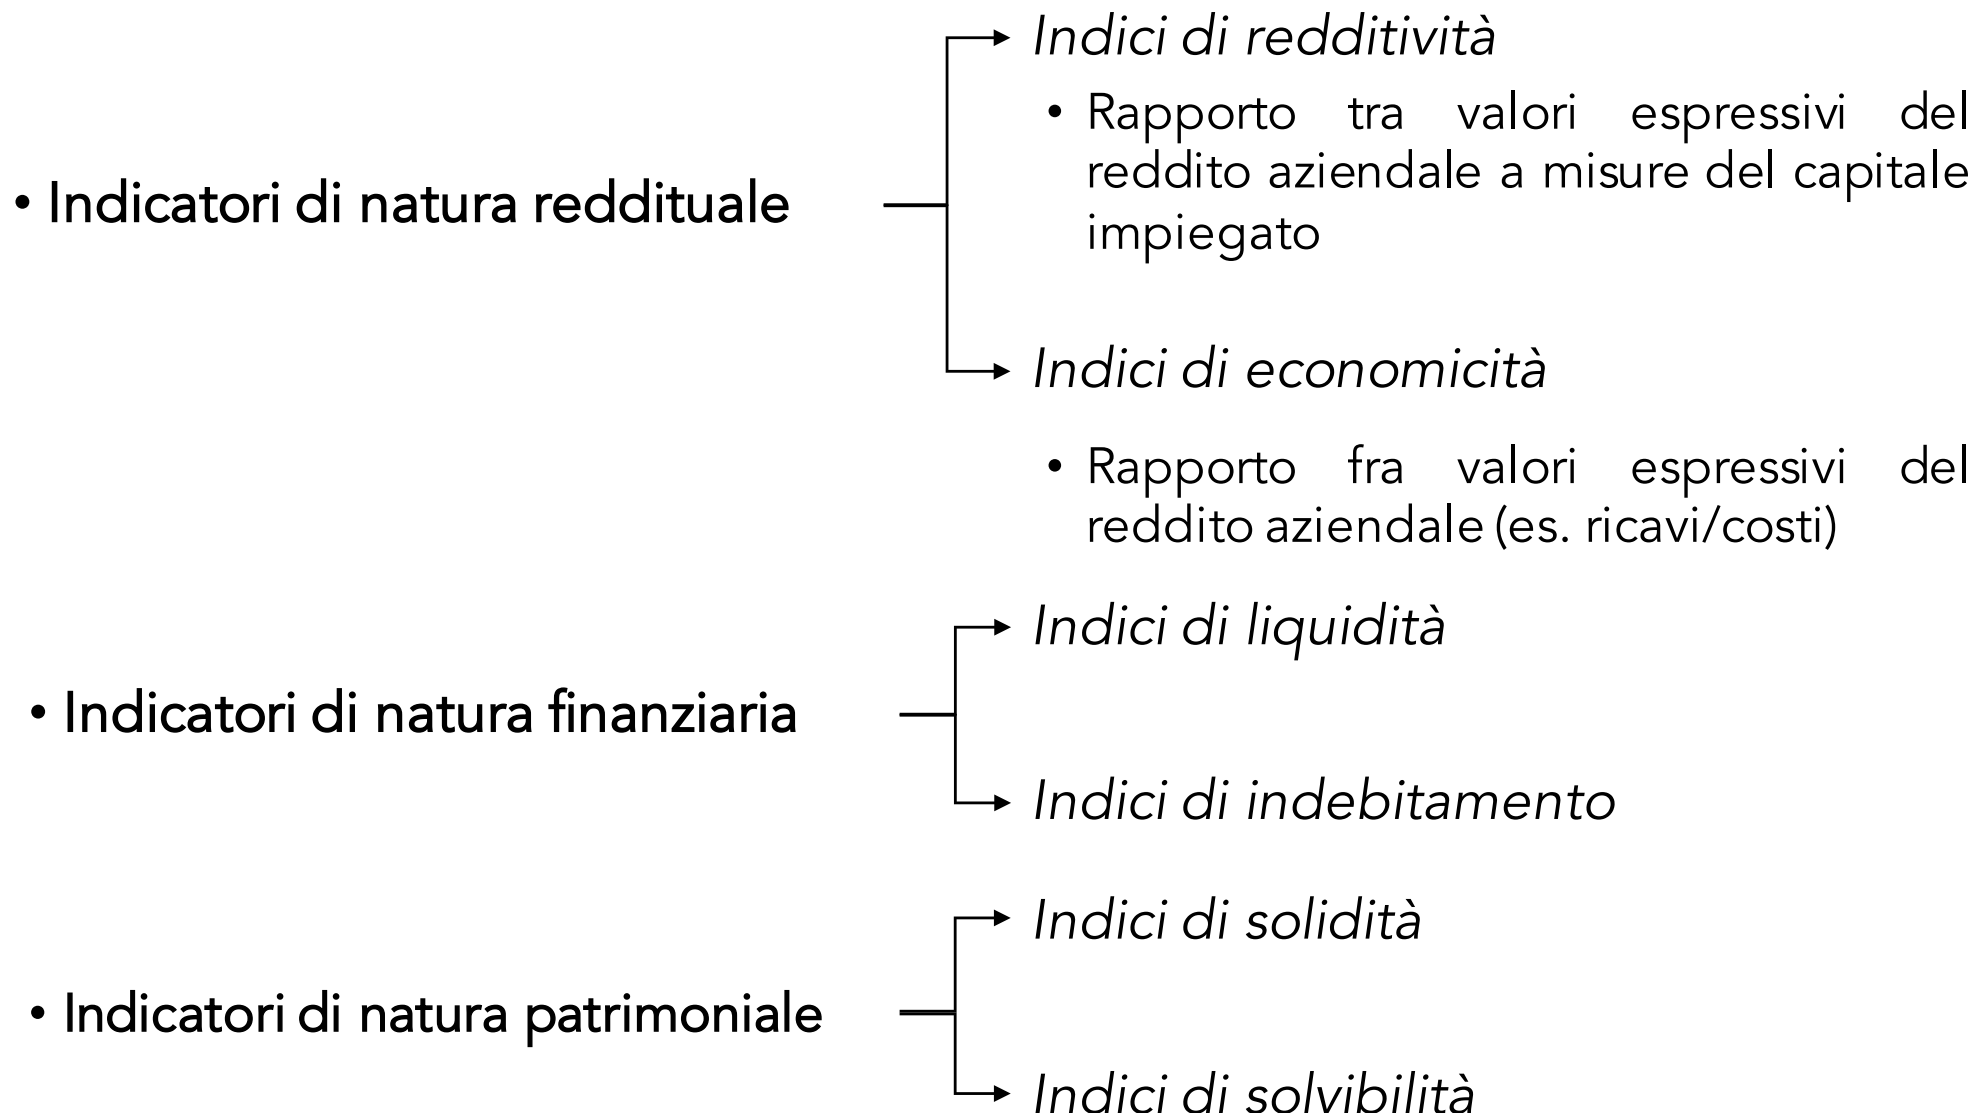 • Indicatori di natura reddituale
Indici di redditività
• Rapporto tra valori espressivi del
reddito aziendale a misure del capitale
impiegato
Indici di economicità
• Rapporto fra valori espressivi del
reddito aziendale (es. ricavi/costi)
• Indicatori di natura finanziaria
Indici di liquidità
Indici di indebitamento
• Indicatori di natura patrimoniale
Indici di solidità
Indici di solvibilità